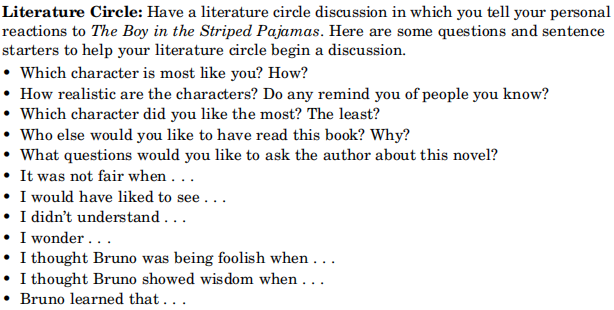 Literature Circle: Have a literature circle discussion in which you tell your personal
reactions to The Boy in the Striped Pajamas. Here are some questions and sentence
starters to help your literature circle begin a discussion.
• Which character is most like you? How?
• How realistic are the characters? Do any remind you of people you know?
• Which character did you like the most? The least?
• Who else would you like to have read this book? Why?
• What questions would you like to ask the author about this novel?
• It was not fair when . . .
• I would have liked to see . . .
• I didn’t understand . . .
• I wonder . . .
• I thought Bruno was being foolish when . . .
• I thought Bruno showed wisdom when . . .
• Bruno learned that . . .